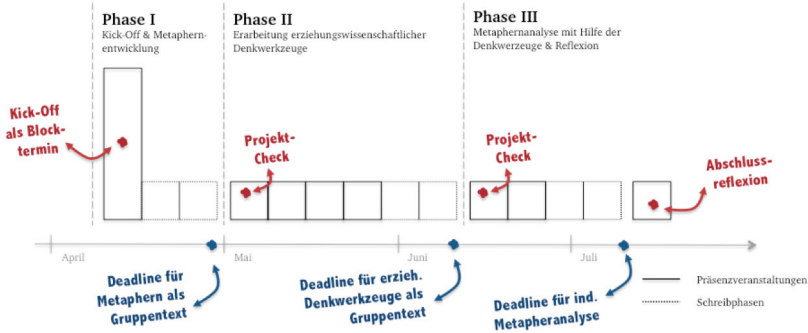 Phase I
Kick-Off & Metaphern-
entwicklung
Phase II
Erarbeitung erziehungswissenschaftlicher
Denkwerkzeuge
Phase III
Metaphernanalyse mit Hilfe der
Denkwerzeuge & Reflexion
Kick-Off
als Block-
termin
Projekt-
Check
Projekt-
Check
Abschluss-
reflexion
April
Mai
Juni
Juli
Deadline für
Metaphern als
Gruppentext
Deadline für erzieh.
Denkwerkzeuge als
Gruppentext
Deadline für ind.
Metapheranalyse
Präsenzveranstaltungen
Schreibphasen